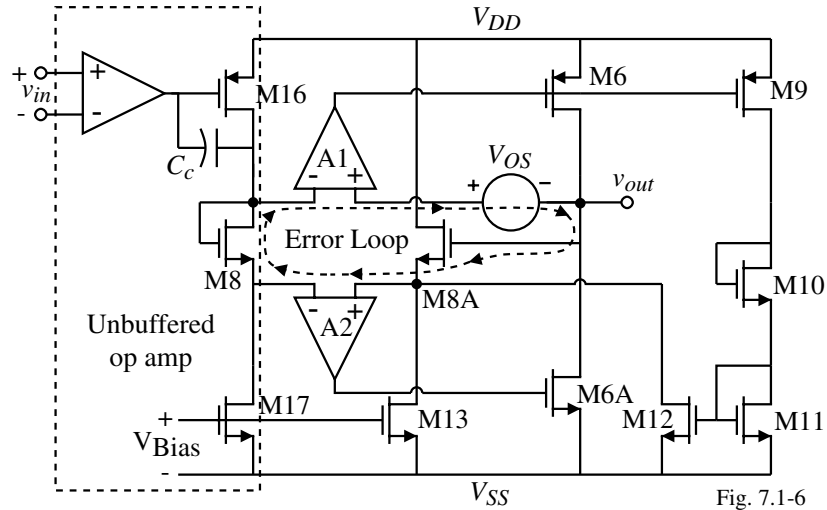 V_DD
+
v_in
-
+
-
M16
C_c
A1
-
+
+
V_OS
−
M6
M9
v_out
Error Loop
M8
M8A
M10
-
+
A2
Unbuffered
op amp
M17
M13
M6A
M12
M11
+
V_Bias
-
V_SS
Fig. 7.1-6